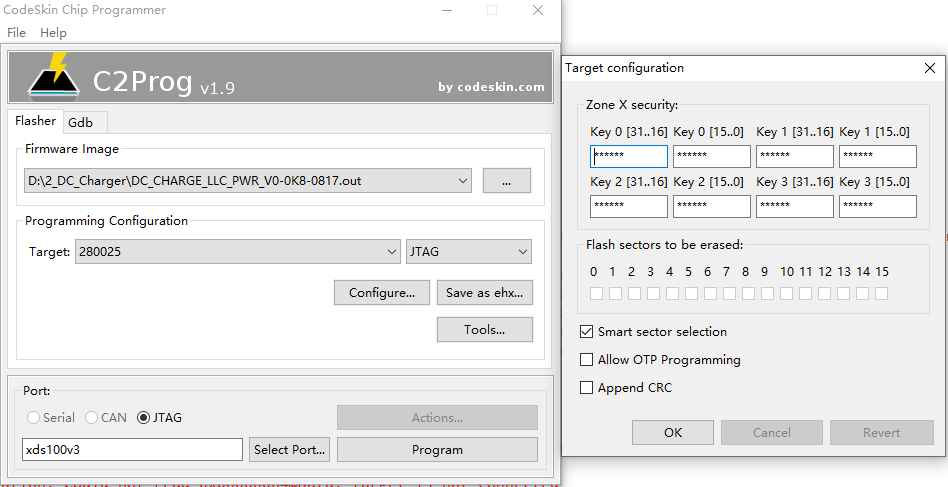 CodeSkin Chip Programmer
File Help
C2Prog v1.9
by codeskin.com
Flasher Gdb
Firmware Image
D:\2_DC_Charger\DC_CHARGE_LLC_PWR_V0-0K8-0817.out
...
Programming Configuration
Target: 280025 JTAG
Configure... Save as ehx...
Tools...
Port:
Serial CAN JTAG Actions...
xds100v3 Select Port... Program
Target configuration
Zone X security:
Key 0 [31..16] Key 0 [15..0] Key 1 [31..16] Key 1 [15..0]
****** ****** ****** ******
Key 2 [31..16] Key 2 [15..0] Key 3 [31..16] Key 3 [15..0]
****** ****** ****** ******
Flash sectors to be erased:
0 1 2 3 4 5 6 7 8 9 10 11 12 13 14 15
Smart sector selection
Allow OTP Programming
Append CRC
OK Cancel Revert